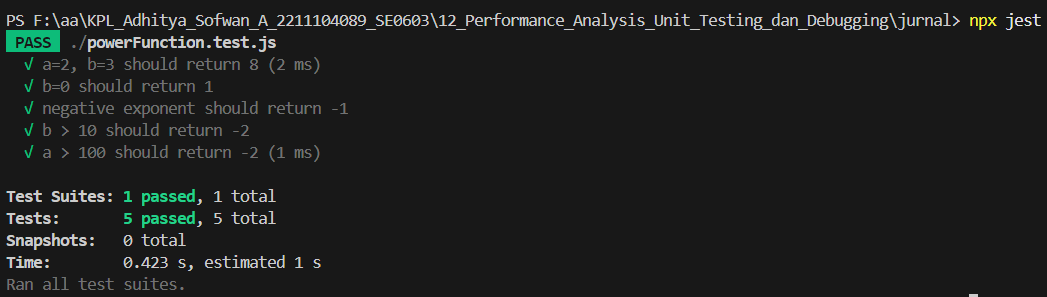 PS F:\aa\KPL_Adhitya_Sofwan_A_2211104089_SE0603\12_Performance_Analysis_Unit_Testing_dan_Debugging\jurnal> npx jest
PASS ./powerFunction.test.js
√ a=2, b=3 should return 8 (2 ms)
√ b=0 should return 1
√ negative exponent should return -1
√ b > 10 should return -2
√ a > 100 should return -2 (1 ms)
Test Suites: 1 passed, 1 total
Tests: 5 passed, 5 total
Snapshots: 0 total
Time: 0.423 s, estimated 1 s
Ran all test suites.